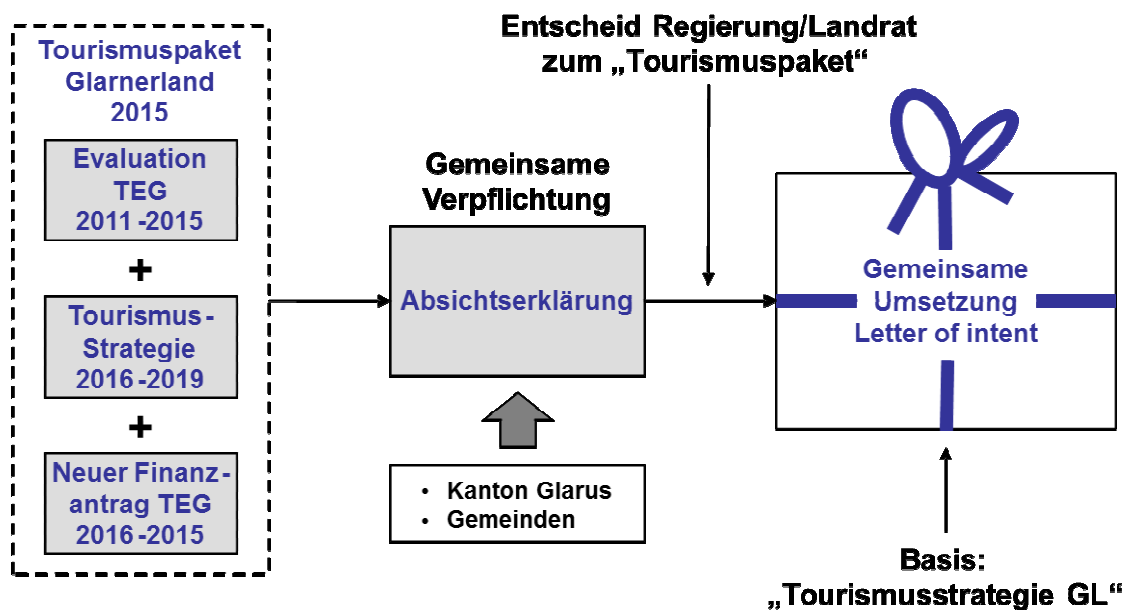 Tourismuspaket
Glarnerland
2015
Evaluation
TEG
2011-2015
+
Tourismus-
Strategie
2016-2019
+
Neuer Finanz-
antrag TEG
2016-2015
Gemeinsame
Verpflichtung
Absichtserklärung
• Kanton Glarus
• Gemeinden
Entscheid Regierung/Landrat
zum „Tourismuspaket“
Gemeinsame
Umsetzung
Letter of intent
Basis:
„Tourismusstrategie GL“